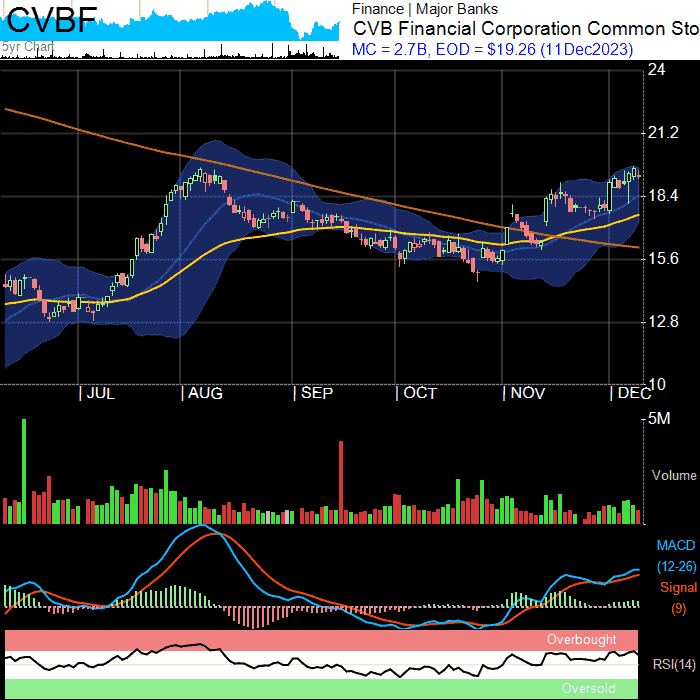 CVBF
5yr Chart
Finance | Major Banks
CVB Financial Corporation Common Sto
MC = 2.7B, EOD = $19.26 (11Dec2023)
24
21.2
18.4
15.6
12.8
10
| JUL | AUG | SEP | OCT | NOV | DEC
5M
Volume
MACD
(12-26)
Signal
(9)
Overbought
RSI(14)
Oversold